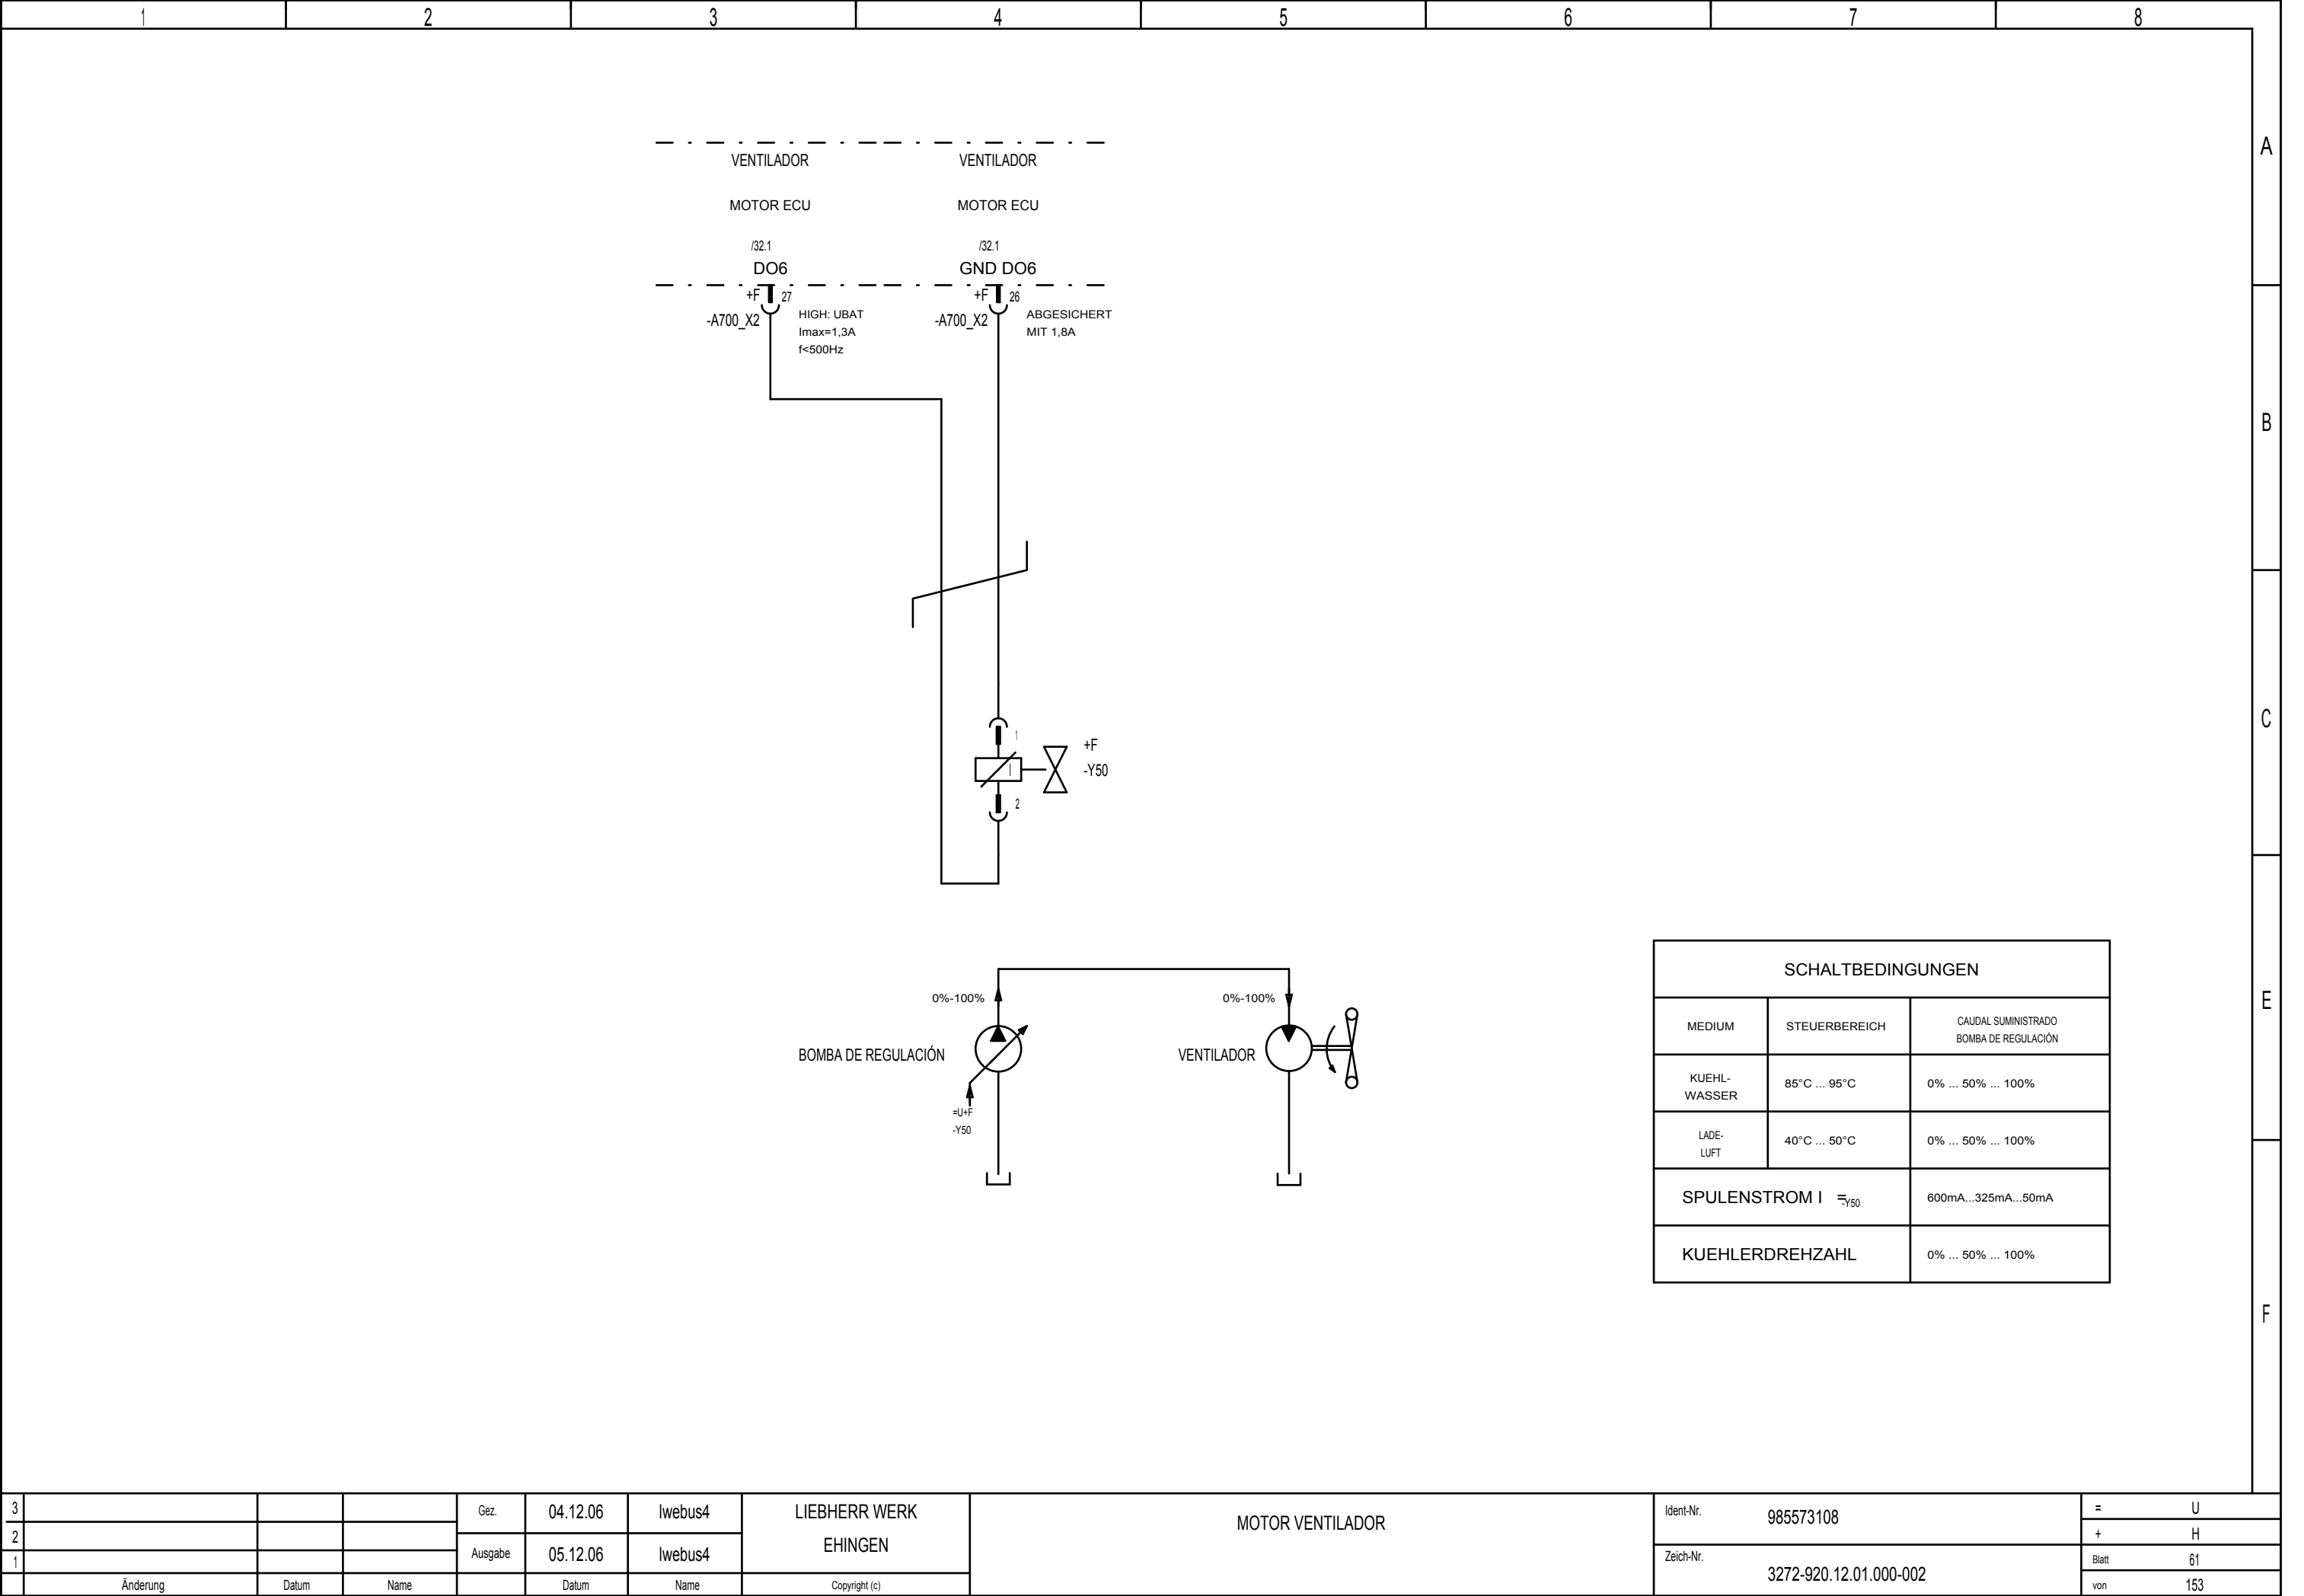 1 2 3 4 5 6 7 8
A
B
C
E
F
VENTILADOR VENTILADOR
MOTOR ECU MOTOR ECU
/32.1 /32.1
DO6 GND DO6
+F 27 +F 26
-A700_X2 -A700_X2
HIGH: UBAT
Imax=1,3A
f<500Hz
ABGESICHERT
MIT 1,8A
1
I
2
+F
-Y50
0%-100% 0%-100%
BOMBA DE REGULACIÓN VENTILADOR
=U+F
-Y50
SCHALTBEDINGUNGEN
MEDIUM STEUERBEREICH CAUDAL SUMINISTRADO
BOMBA DE REGULACIÓN
KUEHL-
WASSER
85°C ... 95°C 0% ... 50% ... 100%
LADE-
LUFT
40°C ... 50°C 0% ... 50% ... 100%
SPULENSTROM I =
-Y50
600mA...325mA...50mA
KUEHLERDREHZAHL 0% ... 50% ... 100%
3
2
1
Änderung Datum Name
Gez. 04.12.06 lwebus4
Ausgabe 05.12.06 lwebus4
Datum Name
LIEBHERR WERK
EHINGEN
Copyright (c)
MOTOR VENTILADOR
Ident-Nr. 985573108
Zeich-Nr. 3272-920.12.01.000-002
= U
+ H
Blatt 61
von 153